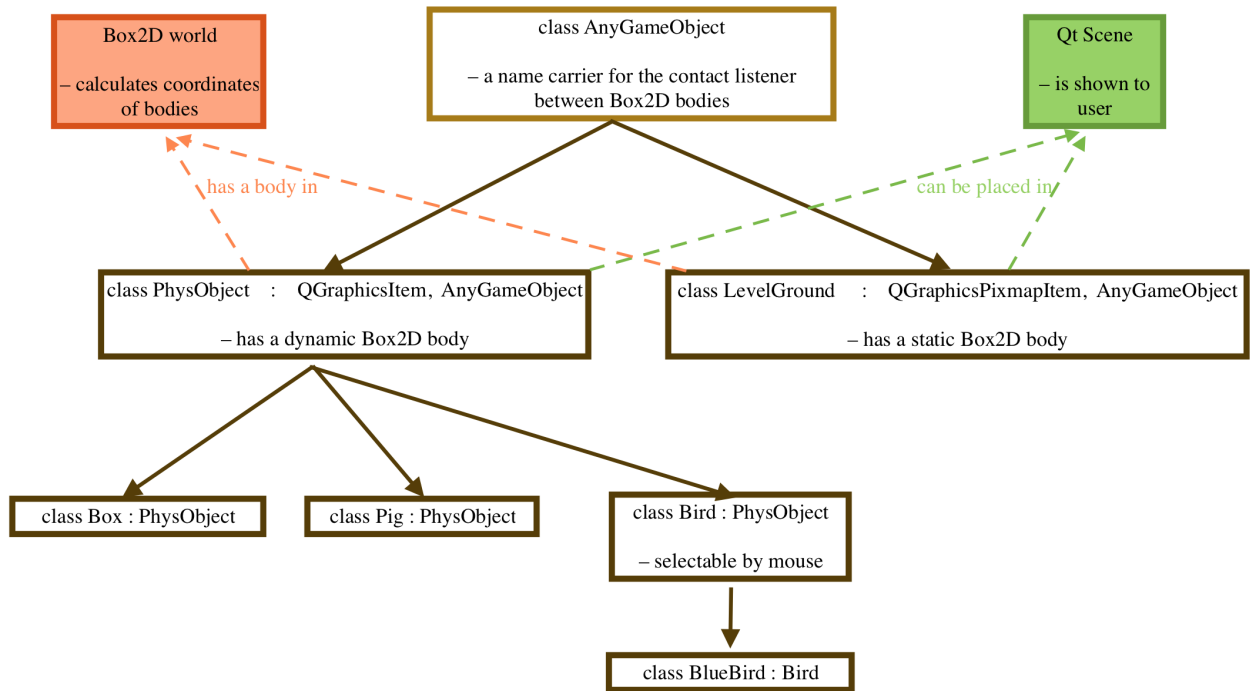 Box2D world
– calculates coordinates
of bodies
class AnyGameObject
– a name carrier for the contact listener
between Box2D bodies
Qt Scene
– is shown to
user
has a body in
can be placed in
class PhysObject : QGraphicsItem, AnyGameObject
– has a dynamic Box2D body
class LevelGround : QGraphicsPixmapItem, AnyGameObject
– has a static Box2D body
class Box : PhysObject
class Pig : PhysObject
class Bird : PhysObject
– selectable by mouse
class BlueBird : Bird